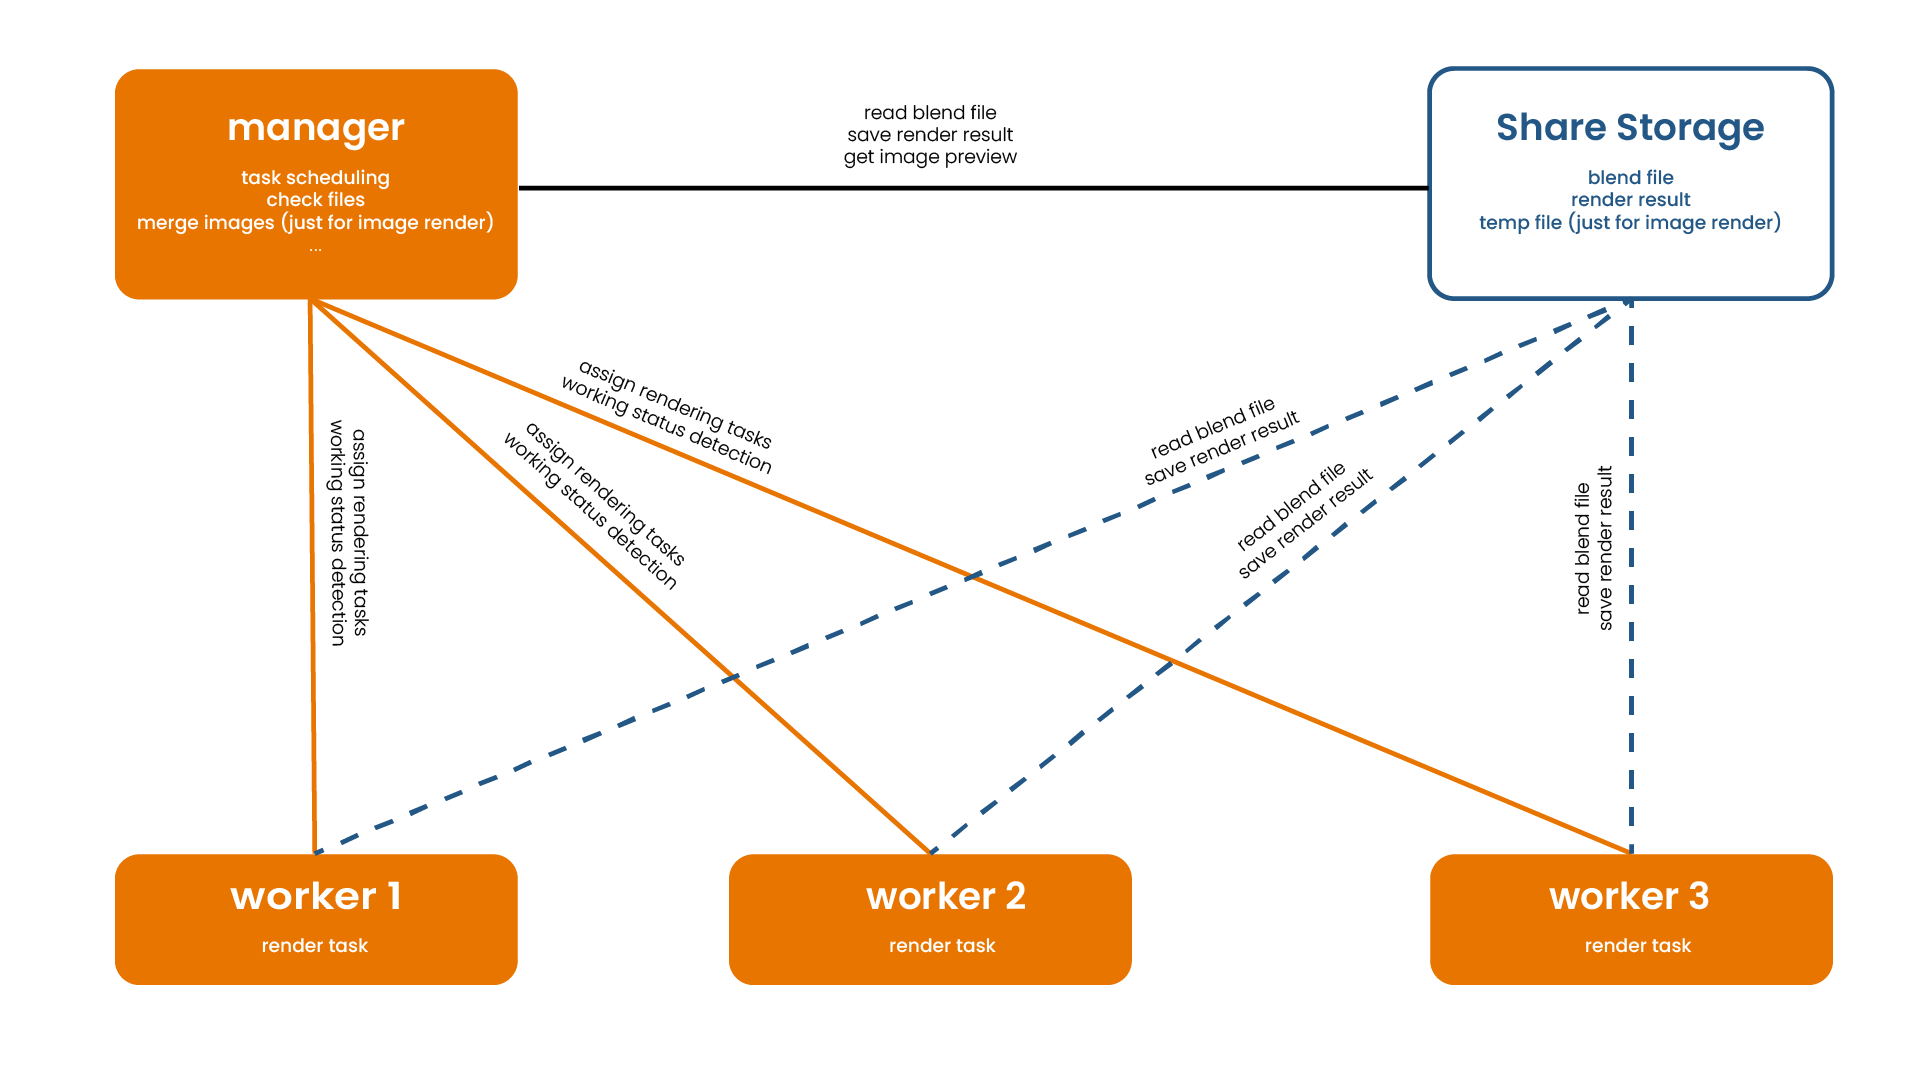 manager
task scheduling
check files
merge images (just for image render)
...
read blend file
save render result
get image preview
Share Storage
blend file
render result
temp file (just for image render)
assign rendering tasks
working status detection
assign rendering tasks
working status detection
assign rendering tasks
working status detection
read blend file
save render result
read blend file
save render result
read blend file
save render result
worker 1
render task
worker 2
render task
worker 3
render task